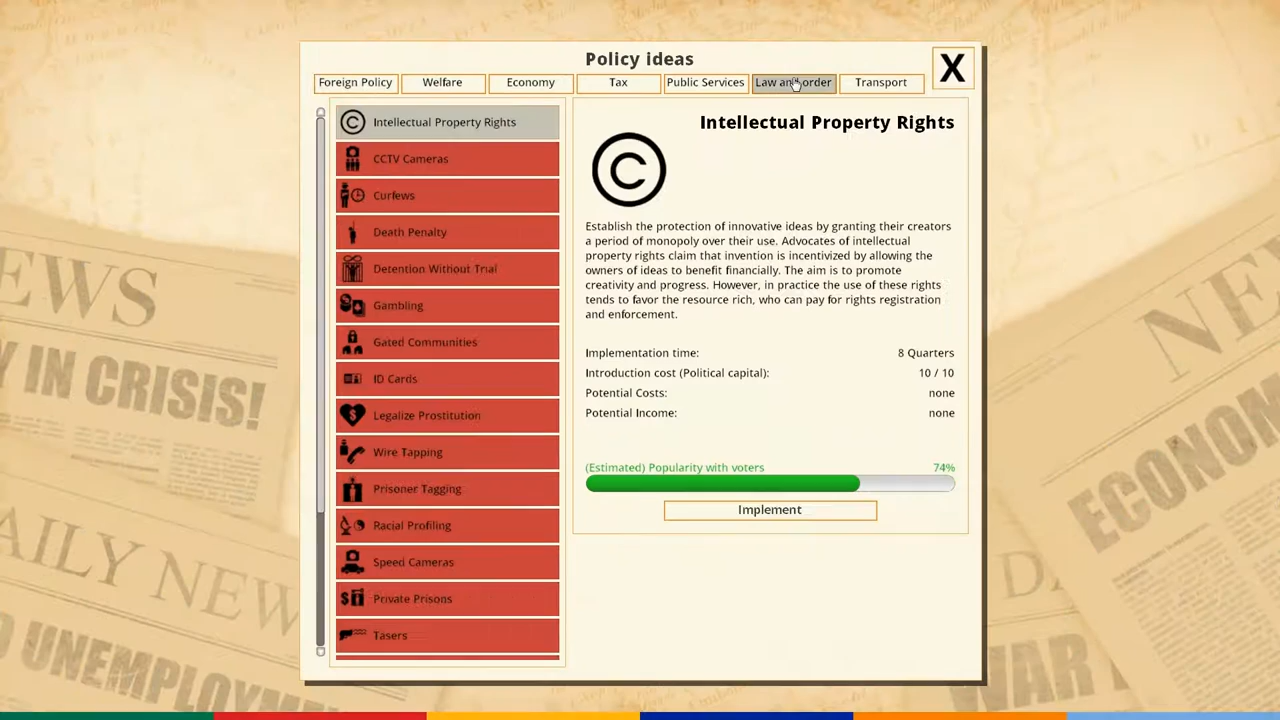 Policy ideas
X
Foreign Policy
Welfare
Economy
Tax
Public Services
Law and order
Transport
Intellectual Property Rights
CCTV Cameras
Curfews
Death Penalty
Detention Without Trial
Gambling
Gated Communities
ID Cards
Legalize Prostitution
Wire Tapping
Prisoner Tagging
Racial Profiling
Speed Cameras
Private Prisons
Tasers
Intellectual Property Rights
Establish the protection of innovative ideas by granting their creators
a period of monopoly over their use. Advocates of intellectual
property rights claim that invention is incentivized by allowing the
owners of ideas to benefit financially. The aim is to promote
creativity and progress. However, in practice the use of these rights
tends to favor the resource rich, who can pay for rights registration
and enforcement.
Implementation time: 8 Quarters
Introduction cost (Political capital): 10 / 10
Potential Costs: none
Potential Income: none
(Estimated) Popularity with voters 74%
Implement
EWS
Y IN CRISIS!
AILY NEW
UNEMPLOYM
NE
ECONOM
DA
WAR